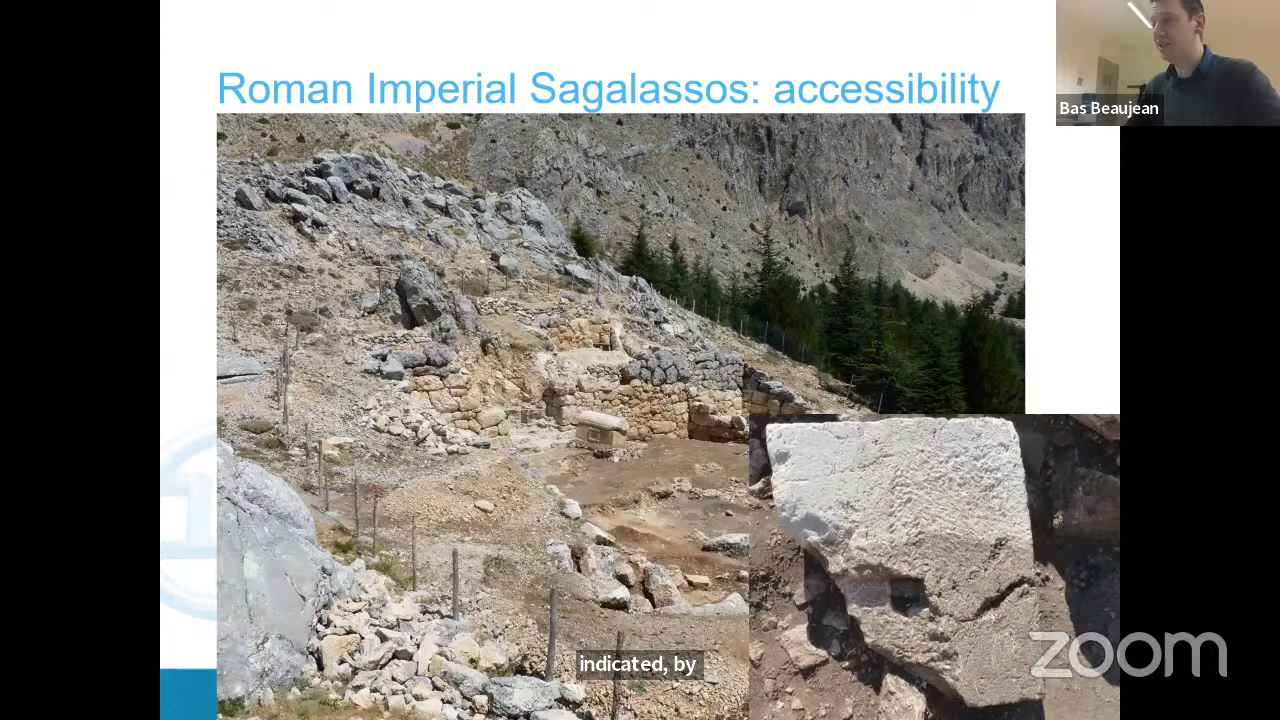 Roman Imperial Sagalassos: accessibility
Bas Beaujean
indicated, by
zoom